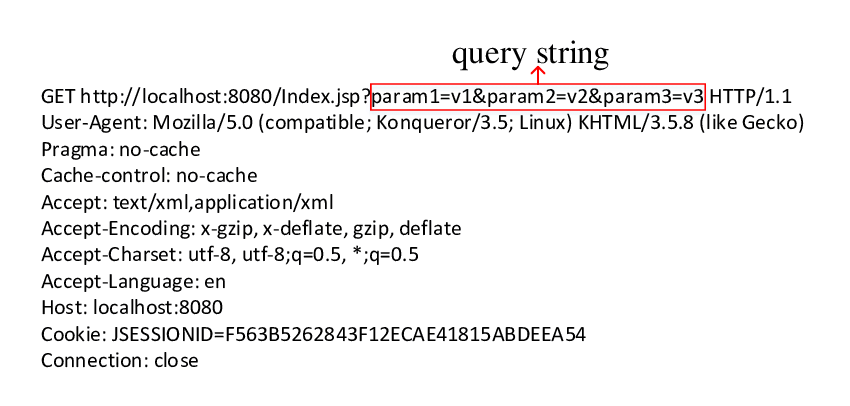 query string
GET http://localhost:8080/Index.jsp?param1=v1&param2=v2&param3=v3 HTTP/1.1
User-Agent: Mozilla/5.0 (compatible; Konqueror/3.5; Linux) KHTML/3.5.8 (like Gecko)
Pragma: no-cache
Cache-control: no-cache
Accept: text/xml,application/xml
Accept-Encoding: x-gzip, x-deflate, gzip, deflate
Accept-Charset: utf-8, utf-8;q=0.5, *;q=0.5
Accept-Language: en
Host: localhost:8080
Cookie: JSESSIONID=F563B5262843F12ECAE41815ABDEEA54
Connection: close